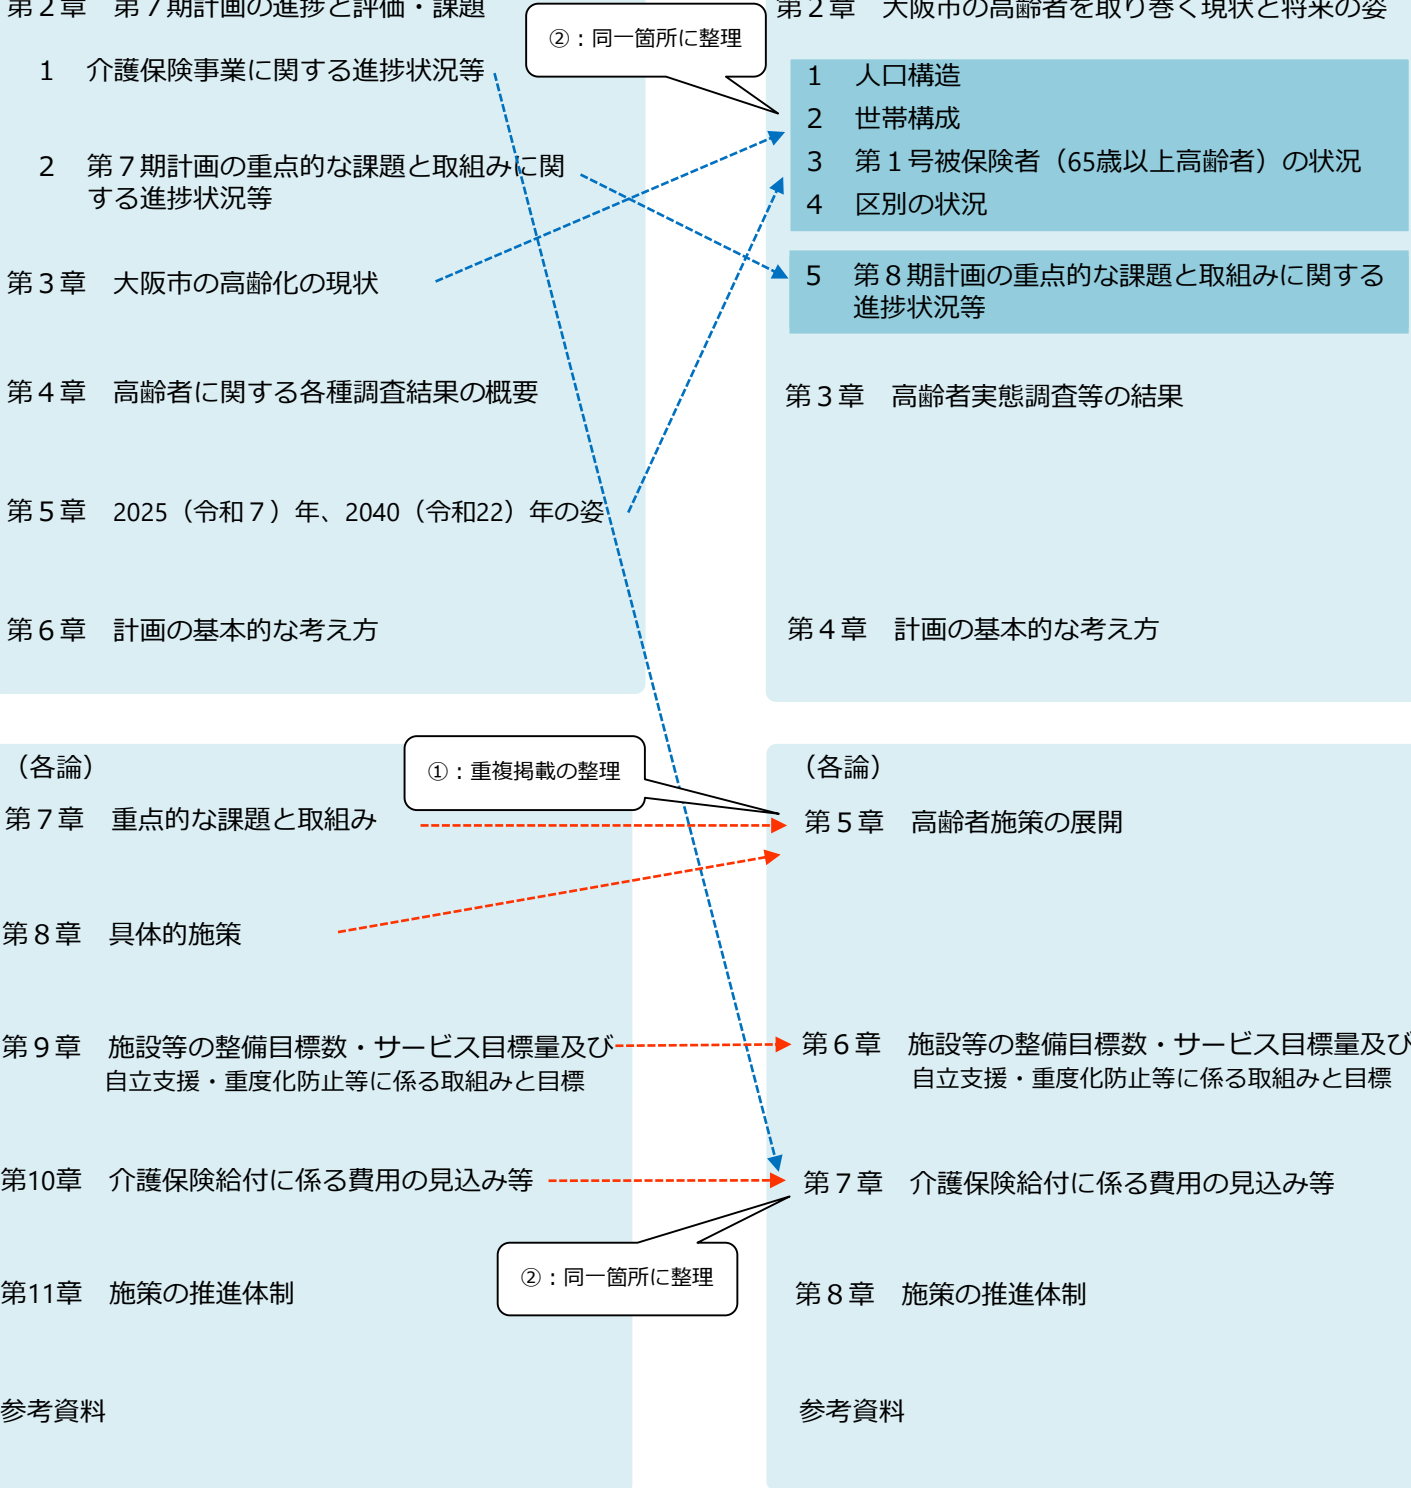 第２章　第７期計画の進捗と評価・課題
１　介護保険事業に関する進捗状況等
２　第７期計画の重点的な課題と取組みに関
する進捗状況等
第３章　大阪市の高齢化の現状
第４章　高齢者に関する各種調査結果の概要
第５章　2025（令和７）年、2040（令和22）年の姿
第６章　計画の基本的な考え方
②：同一箇所に整理
第２章　大阪市の高齢者を取り巻く現状と将来の姿
１　人口構造
２　世帯構成
３　第１号被保険者（65歳以上高齢者）の状況
４　区別の状況
５　第８期計画の重点的な課題と取組みに関する
進捗状況等
第３章　高齢者実態調査等の結果
第４章　計画の基本的な考え方
（各論）
第７章　重点的な課題と取組み
第８章　具体的施策
第９章　施設等の整備目標数・サービス目標量及び
自立支援・重度化防止等に係る取組みと目標
第10章　介護保険給付に係る費用の見込み等
第11章　施策の推進体制
参考資料
①：重複掲載の整理
②：同一箇所に整理
（各論）
第５章　高齢者施策の展開
第６章　施設等の整備目標数・サービス目標量及び
自立支援・重度化防止等に係る取組みと目標
第７章　介護保険給付に係る費用の見込み等
第８章　施策の推進体制
参考資料